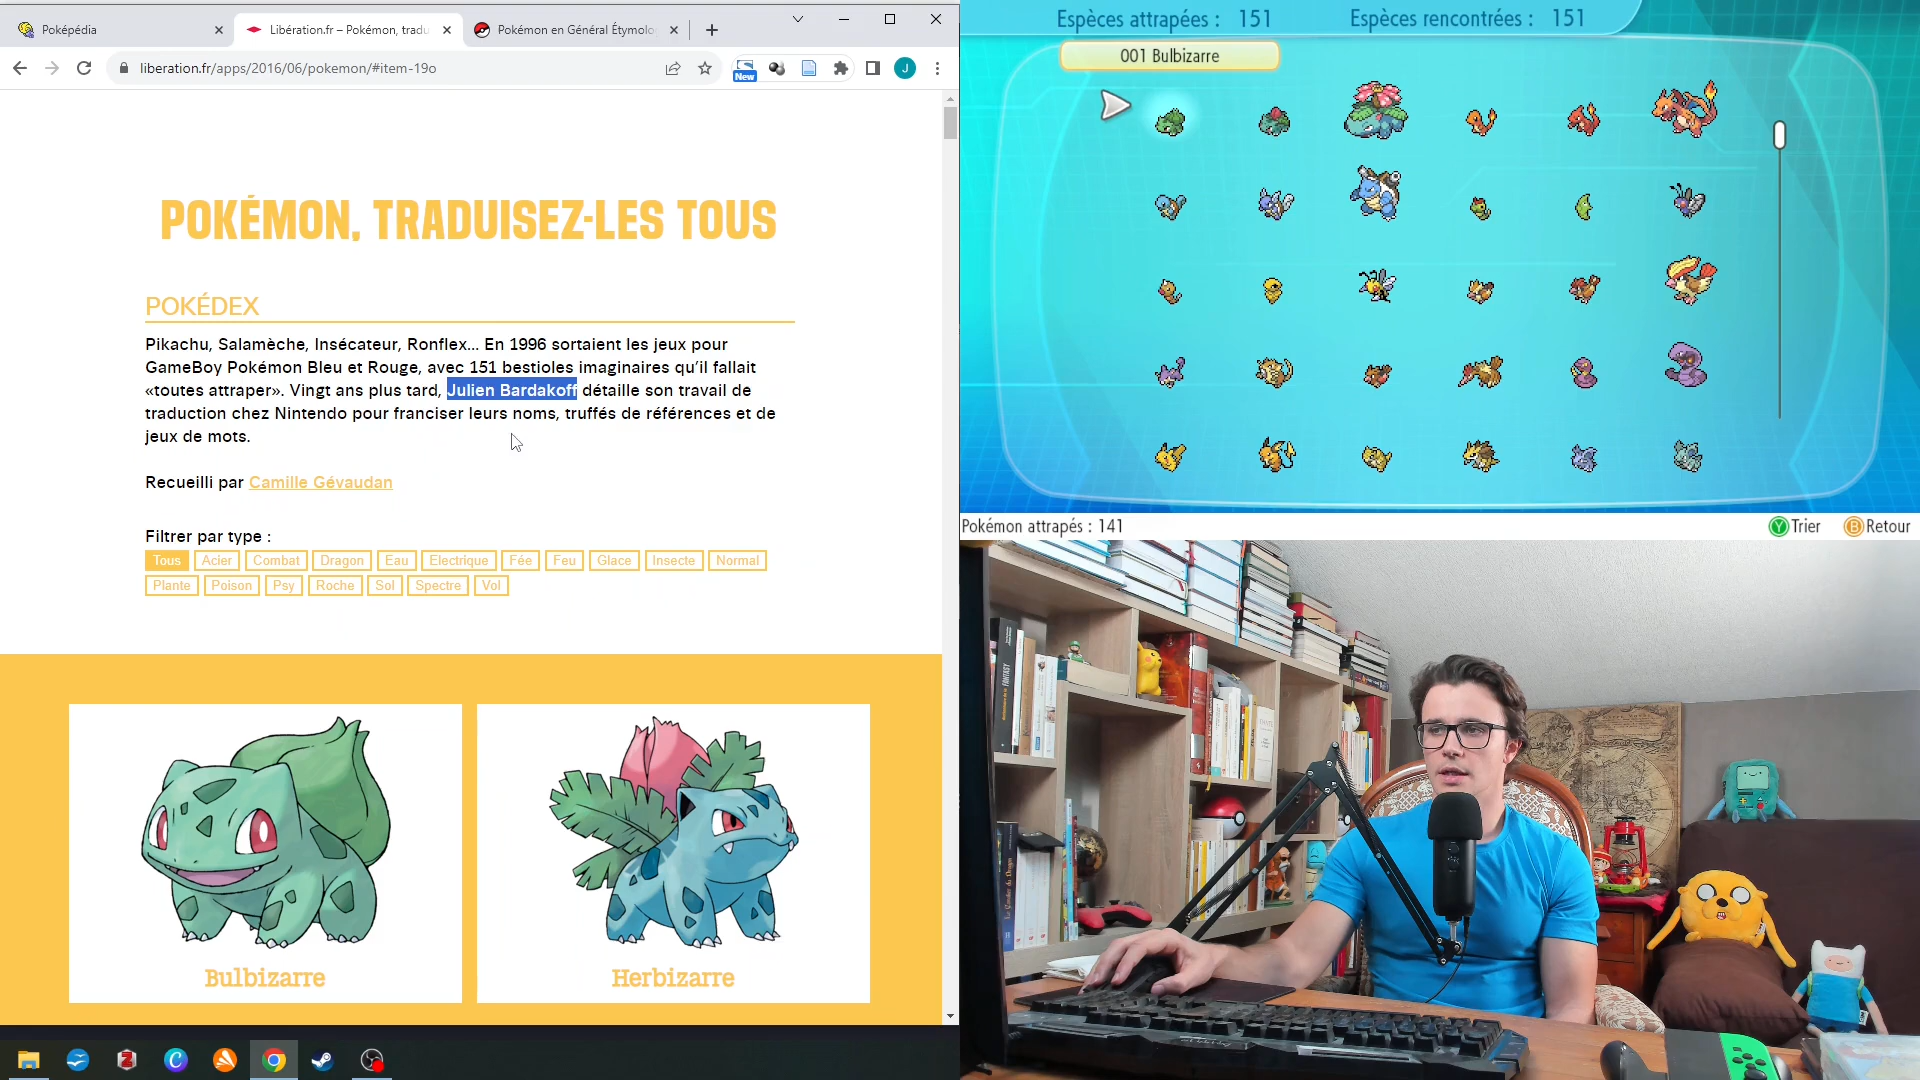 Poképédia
Libération.fr – Pokémon, tradu
Pokémon en Général Étymolo
liberation.fr/apps/2016/06/pokemon/#item-19o
New
J
POKÉMON, TRADUISEZ-LES TOUS
POKÉDEX
Pikachu, Salamèche, Insécateur, Ronflex... En 1996 sortaient les jeux pour
GameBoy Pokémon Bleu et Rouge, avec 151 bestioles imaginaires qu’il fallait
«toutes attraper». Vingt ans plus tard, Julien Bardakoff détaille son travail de
traduction chez Nintendo pour franciser leurs noms, truffés de références et de
jeux de mots.
Recueilli par Camille Gévaudan
Filtrer par type :
Tous Acier Combat Dragon Eau Electrique Fée Feu Glace Insecte Normal
Plante Poison Psy Roche Sol Spectre Vol
Bulbizarre
Herbizarre
Espèces attrapées : 151
Espèces rencontrées : 151
001 Bulbizarre
Pokémon attrapés : 141
Y Trier
B Retour